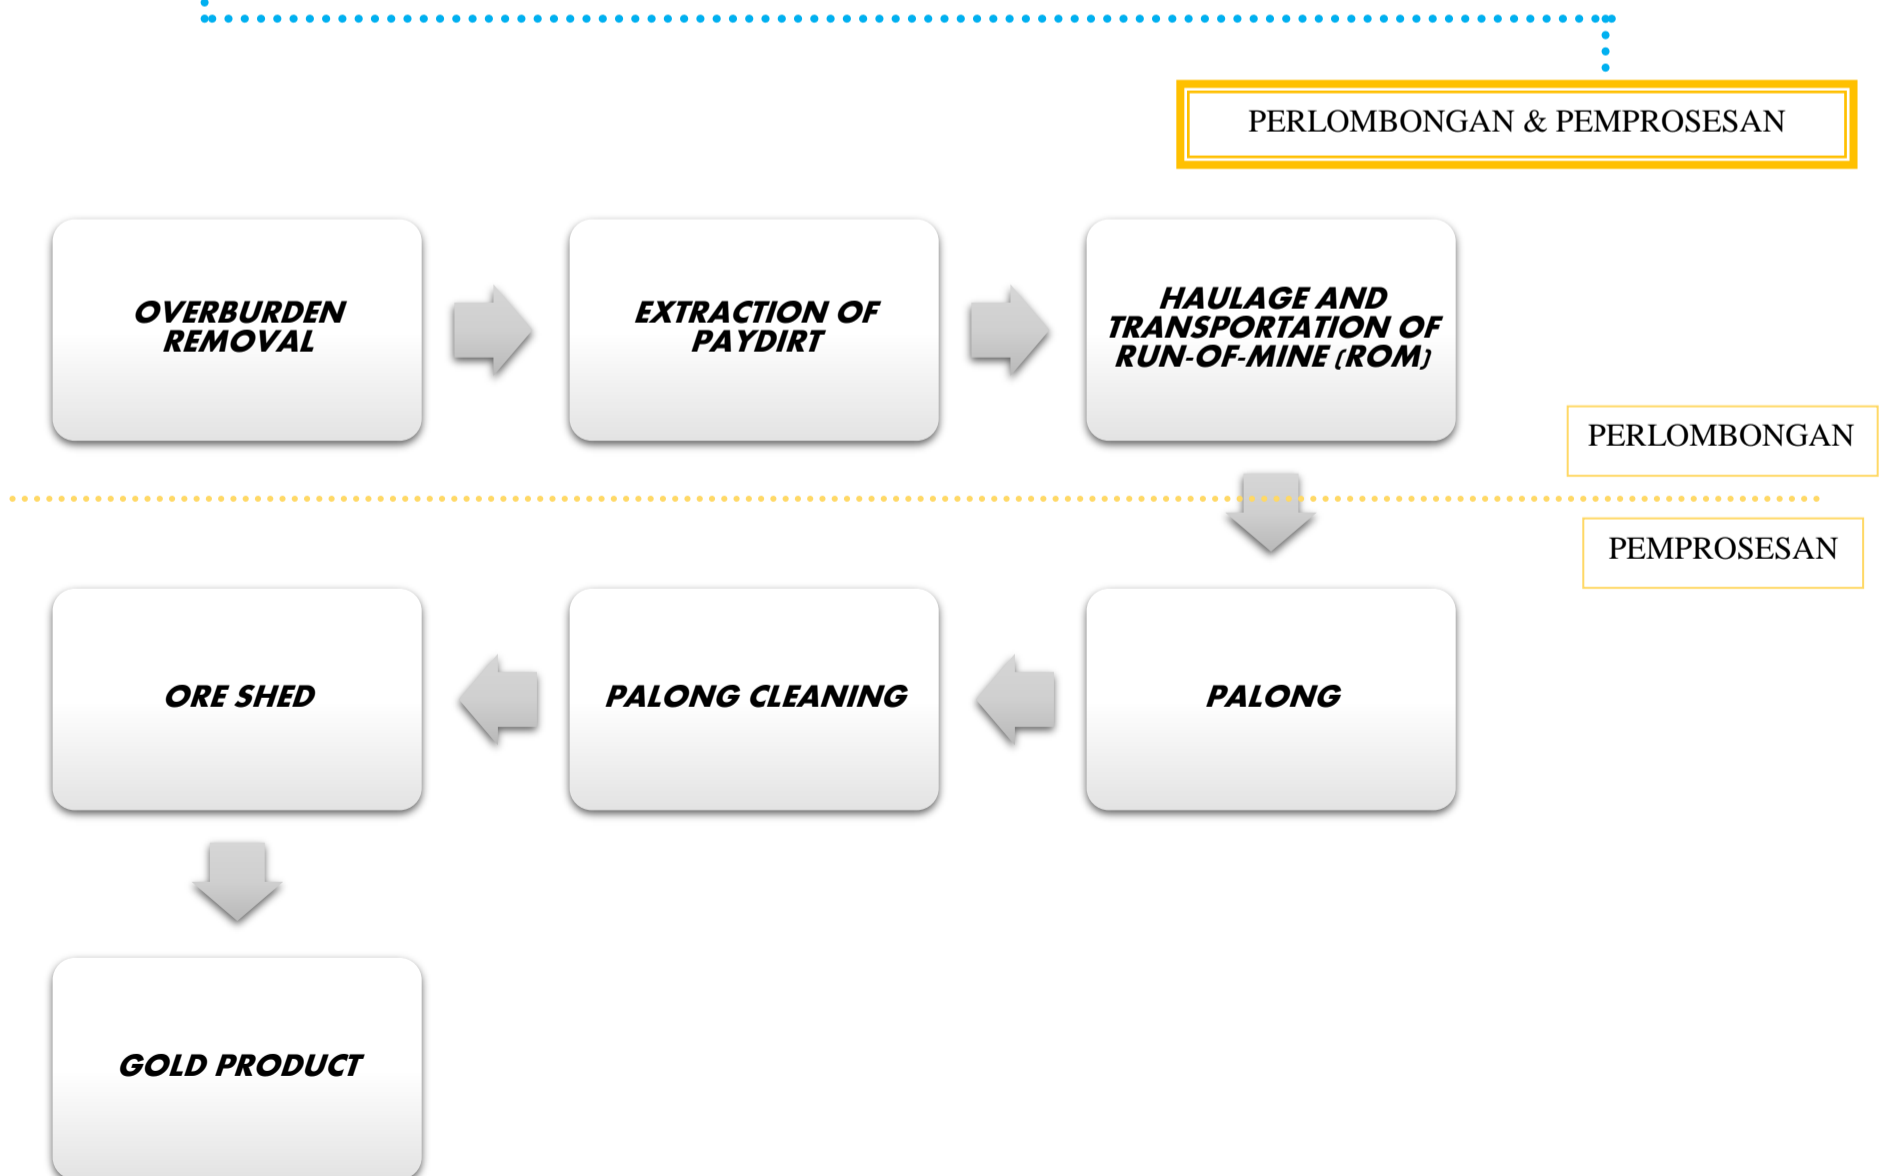 PERLOMBONGAN & PEMPROSESAN
OVERBURDEN
REMOVAL
EXTRACTION OF
PAYDIRT
HAULAGE AND
TRANSPORTATION OF
RUN-OF-MINE (ROM)
PERLOMBONGAN
PEMPROSESAN
ORE SHED
PALONG CLEANING
PALONG
GOLD PRODUCT